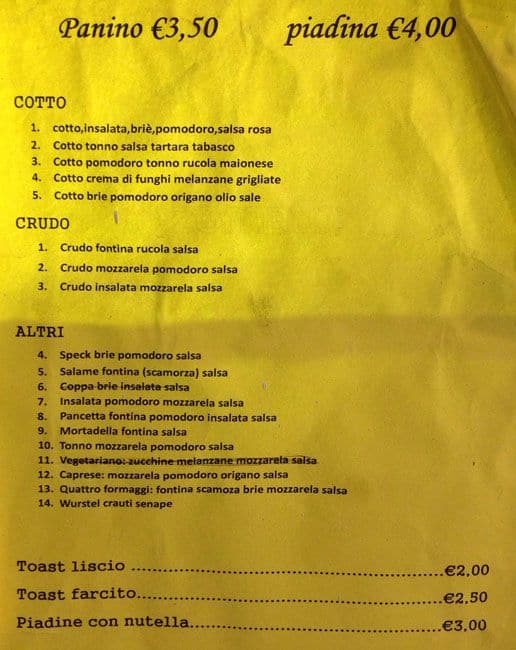 Panino €3,50 piadina €4,00
COTTO
1. cotto,insalata,briè,pomodoro,salsa rosa
2. Cotto tonno salsa tartara tabasco
3. Cotto pomodoro tonno rucola maionese
4. Cotto crema di funghi melanzane grigliate
5. Cotto brie pomodoro origano olio sale
CRUDO
1. Crudo fontina rucola salsa
2. Crudo mozzarela pomodoro salsa
3. Crudo insalata mozzarela salsa
ALTRI
4. Speck brie pomodoro salsa
5. Salame fontina (scamorza) salsa
6. Coppa brie insalata salsa
7. Insalata pomodoro mozzarela salsa
8. Pancetta fontina pomodoro insalata salsa
9. Mortadella fontina salsa
10. Tonno mozzarela pomodoro salsa
11. Vegetariano: zucchine melanzane mozzarela salsa
12. Caprese: mozzarela pomodoro origano salsa
13. Quattro formaggi: fontina scamoza brie mozzarela salsa
14. Wurstel crauti senape
Toast liscio ........................................€2,00
Toast farcito........................................€2,50
Piadine con nutella.................................€3,00